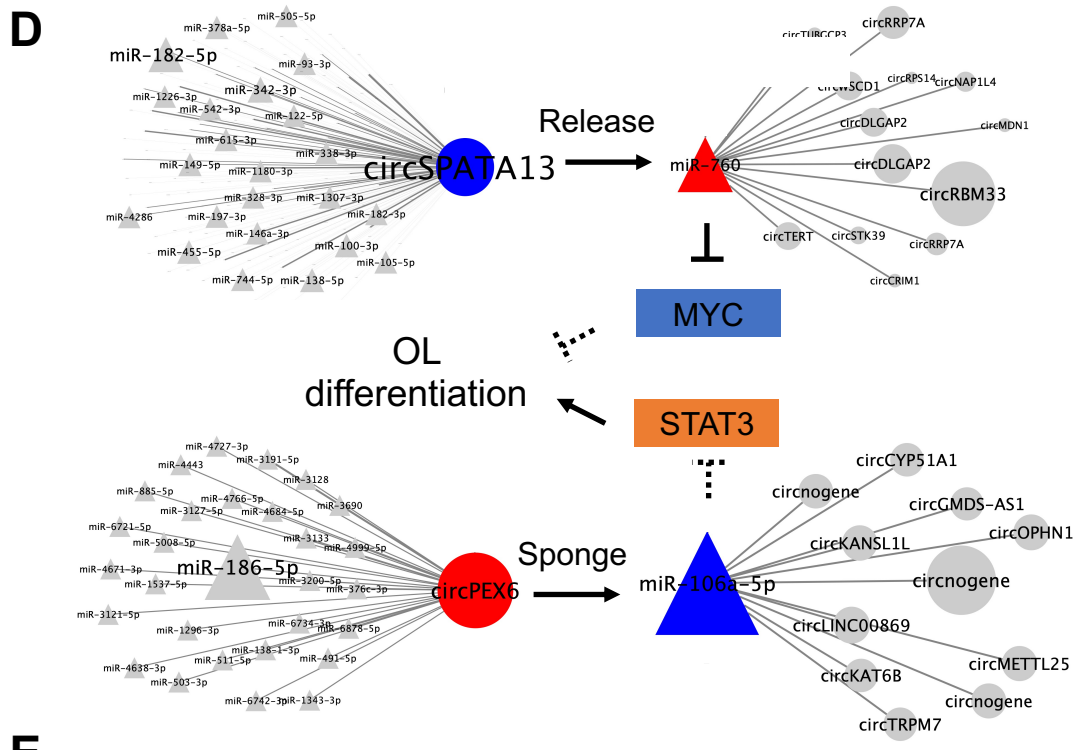 D
miR-505-5p
miR-378a-5p
miR-182-5p
miR-93-3p
miR-342-3p
miR-1226-3p
miR-542-3p
miR-122-5p
miR-615-3p
miR-338-3p
miR-149-5p
miR-1180-3p
circSPATA13
miR-328-3p
miR-1307-3p
miR-4286
miR-197-3p
miR-182-3p
miR-146a-3p
miR-455-5p
miR-100-3p
miR-105-5p
miR-744-5p
miR-138-5p
Release
miR-760
circRRP7A
circTUBGCP3
circWSCD1
circRPS14
circNAP1L4
circDLGAP2
circMDN1
circDLGAP2
circRBM33
circTERT
circSTK39
circRRP7A
circCRIM1
MYC
OL
differentiation
STAT3
miR-4727-3p
miR-4443
miR-3191-5p
miR-3128
miR-885-5p
miR-4766-5p
miR-3690
miR-3127-5p
miR-4684-5p
miR-6721-5p
miR-5008-5p
miR-3133
miR-4999-5p
miR-4671-3p
miR-186-5p
miR-1537-5p
miR-3200-5p
miR-376c-3p
circPEX6
miR-3121-5p
miR-1296-3p
miR-6734-3p
miR-6878-5p
miR-138-1-3p
miR-4638-3p
miR-511-5p
miR-491-5p
miR-503-3p
miR-6742-3p
miR-1343-3p
Sponge
miR-106a-5p
circCYP51A1
circnogene
circGMDS-AS1
circOPHN1
circKANSL1L
circnogene
circLINC00869
circMETTL25
circKAT6B
circnogene
circTRPM7